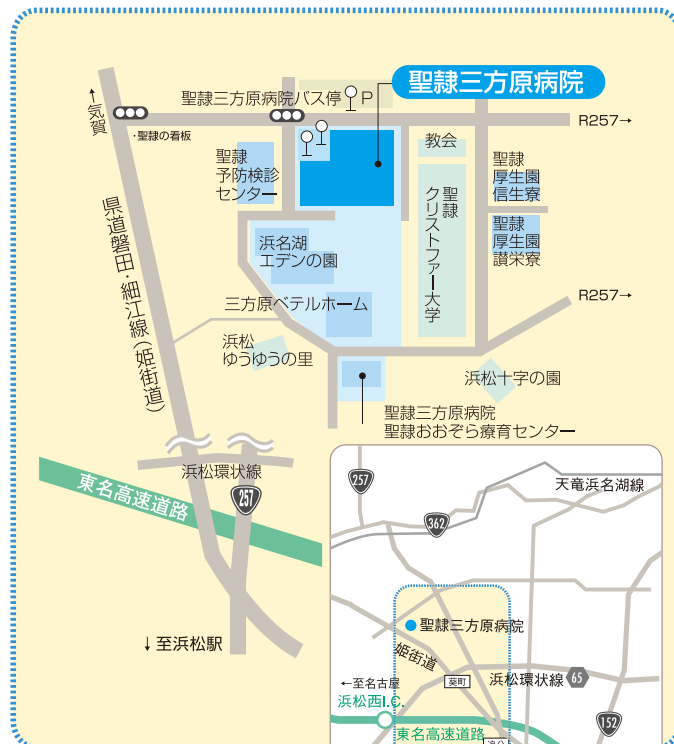 聖隷三方原病院
聖隷三方原病院バス停
P
←気賀
・聖隷の看板
R257→
教会
聖隷
予防検診
センター
聖隷
厚生園
信生寮
聖隷
クリストファー大学
聖隷
厚生園
讃栄寮
県道磐田・細江線（姫街道）
浜名湖
エデンの園
三方原ベテルホーム
R257→
浜松
ゆうゆうの里
浜松十字の園
聖隷三方原病院
聖隷おおぞら療育センター
浜松環状線
257
東名高速道路
↓至浜松駅
257
天竜浜名湖線
362
聖隷三方原病院
姫街道
←至名古屋
葵町
浜松環状線
65
浜松西I.C.
152
東名高速道路